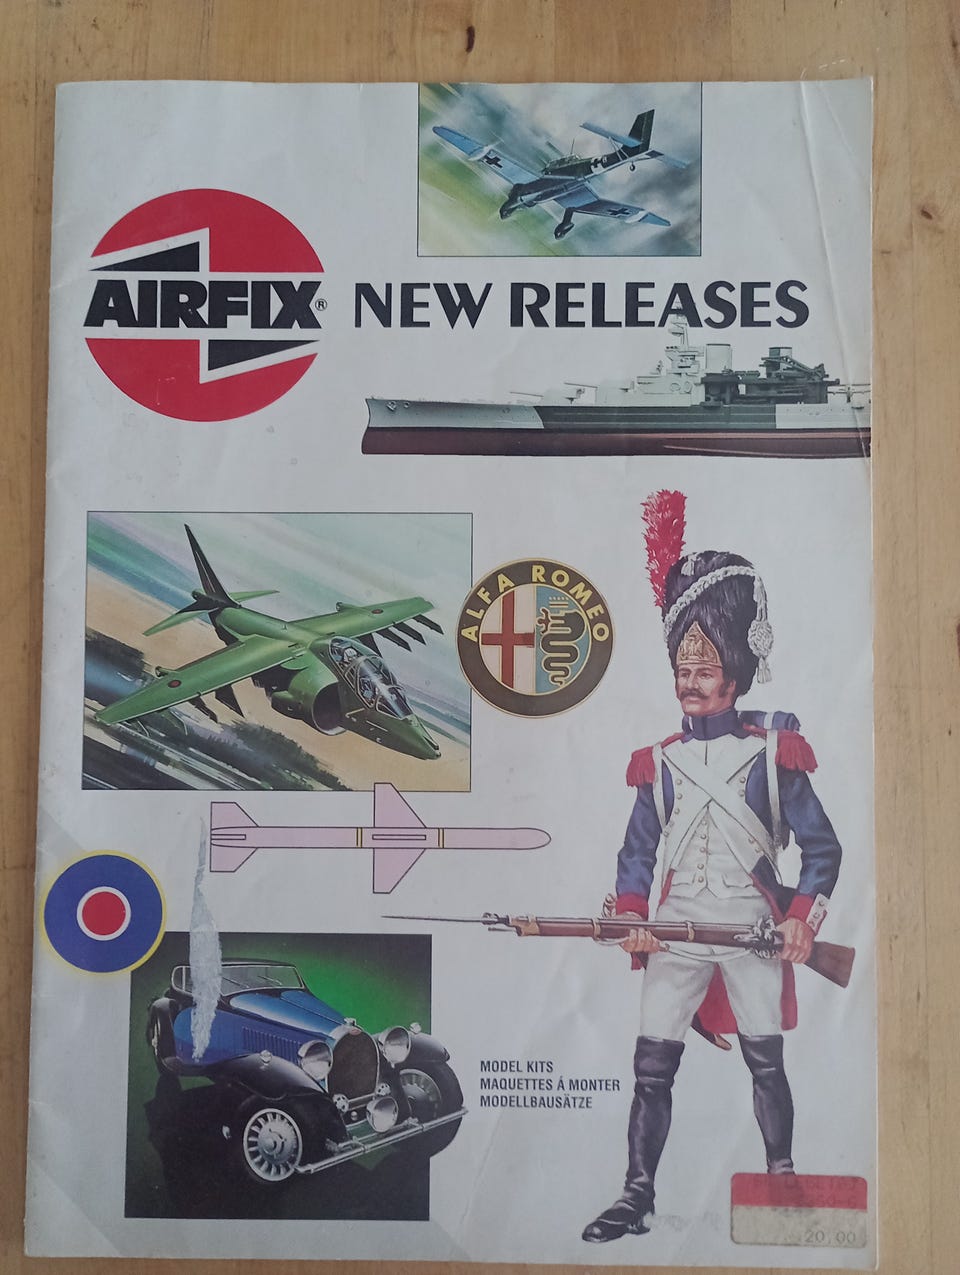 AIRFIX®
NEW RELEASES
ALFA ROMEO
MODEL KITS
MAQUETTES Á MONTER
MODELLBAUSÄTZE
20,00